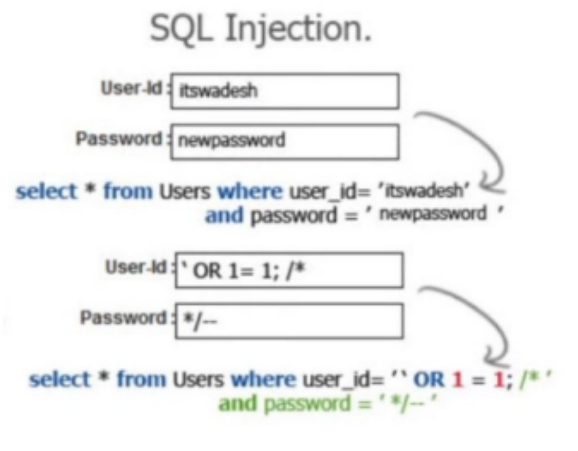 SQL Injection.
User-Id : itswadesh
Password : newpassword
select * from Users where user_id= 'itswadesh'
and password = ' newpassword '
User-Id : ` OR 1= 1; /*
Password : */--
select * from Users where user_id= '` OR 1 = 1; /* '
and password = ' */-- '